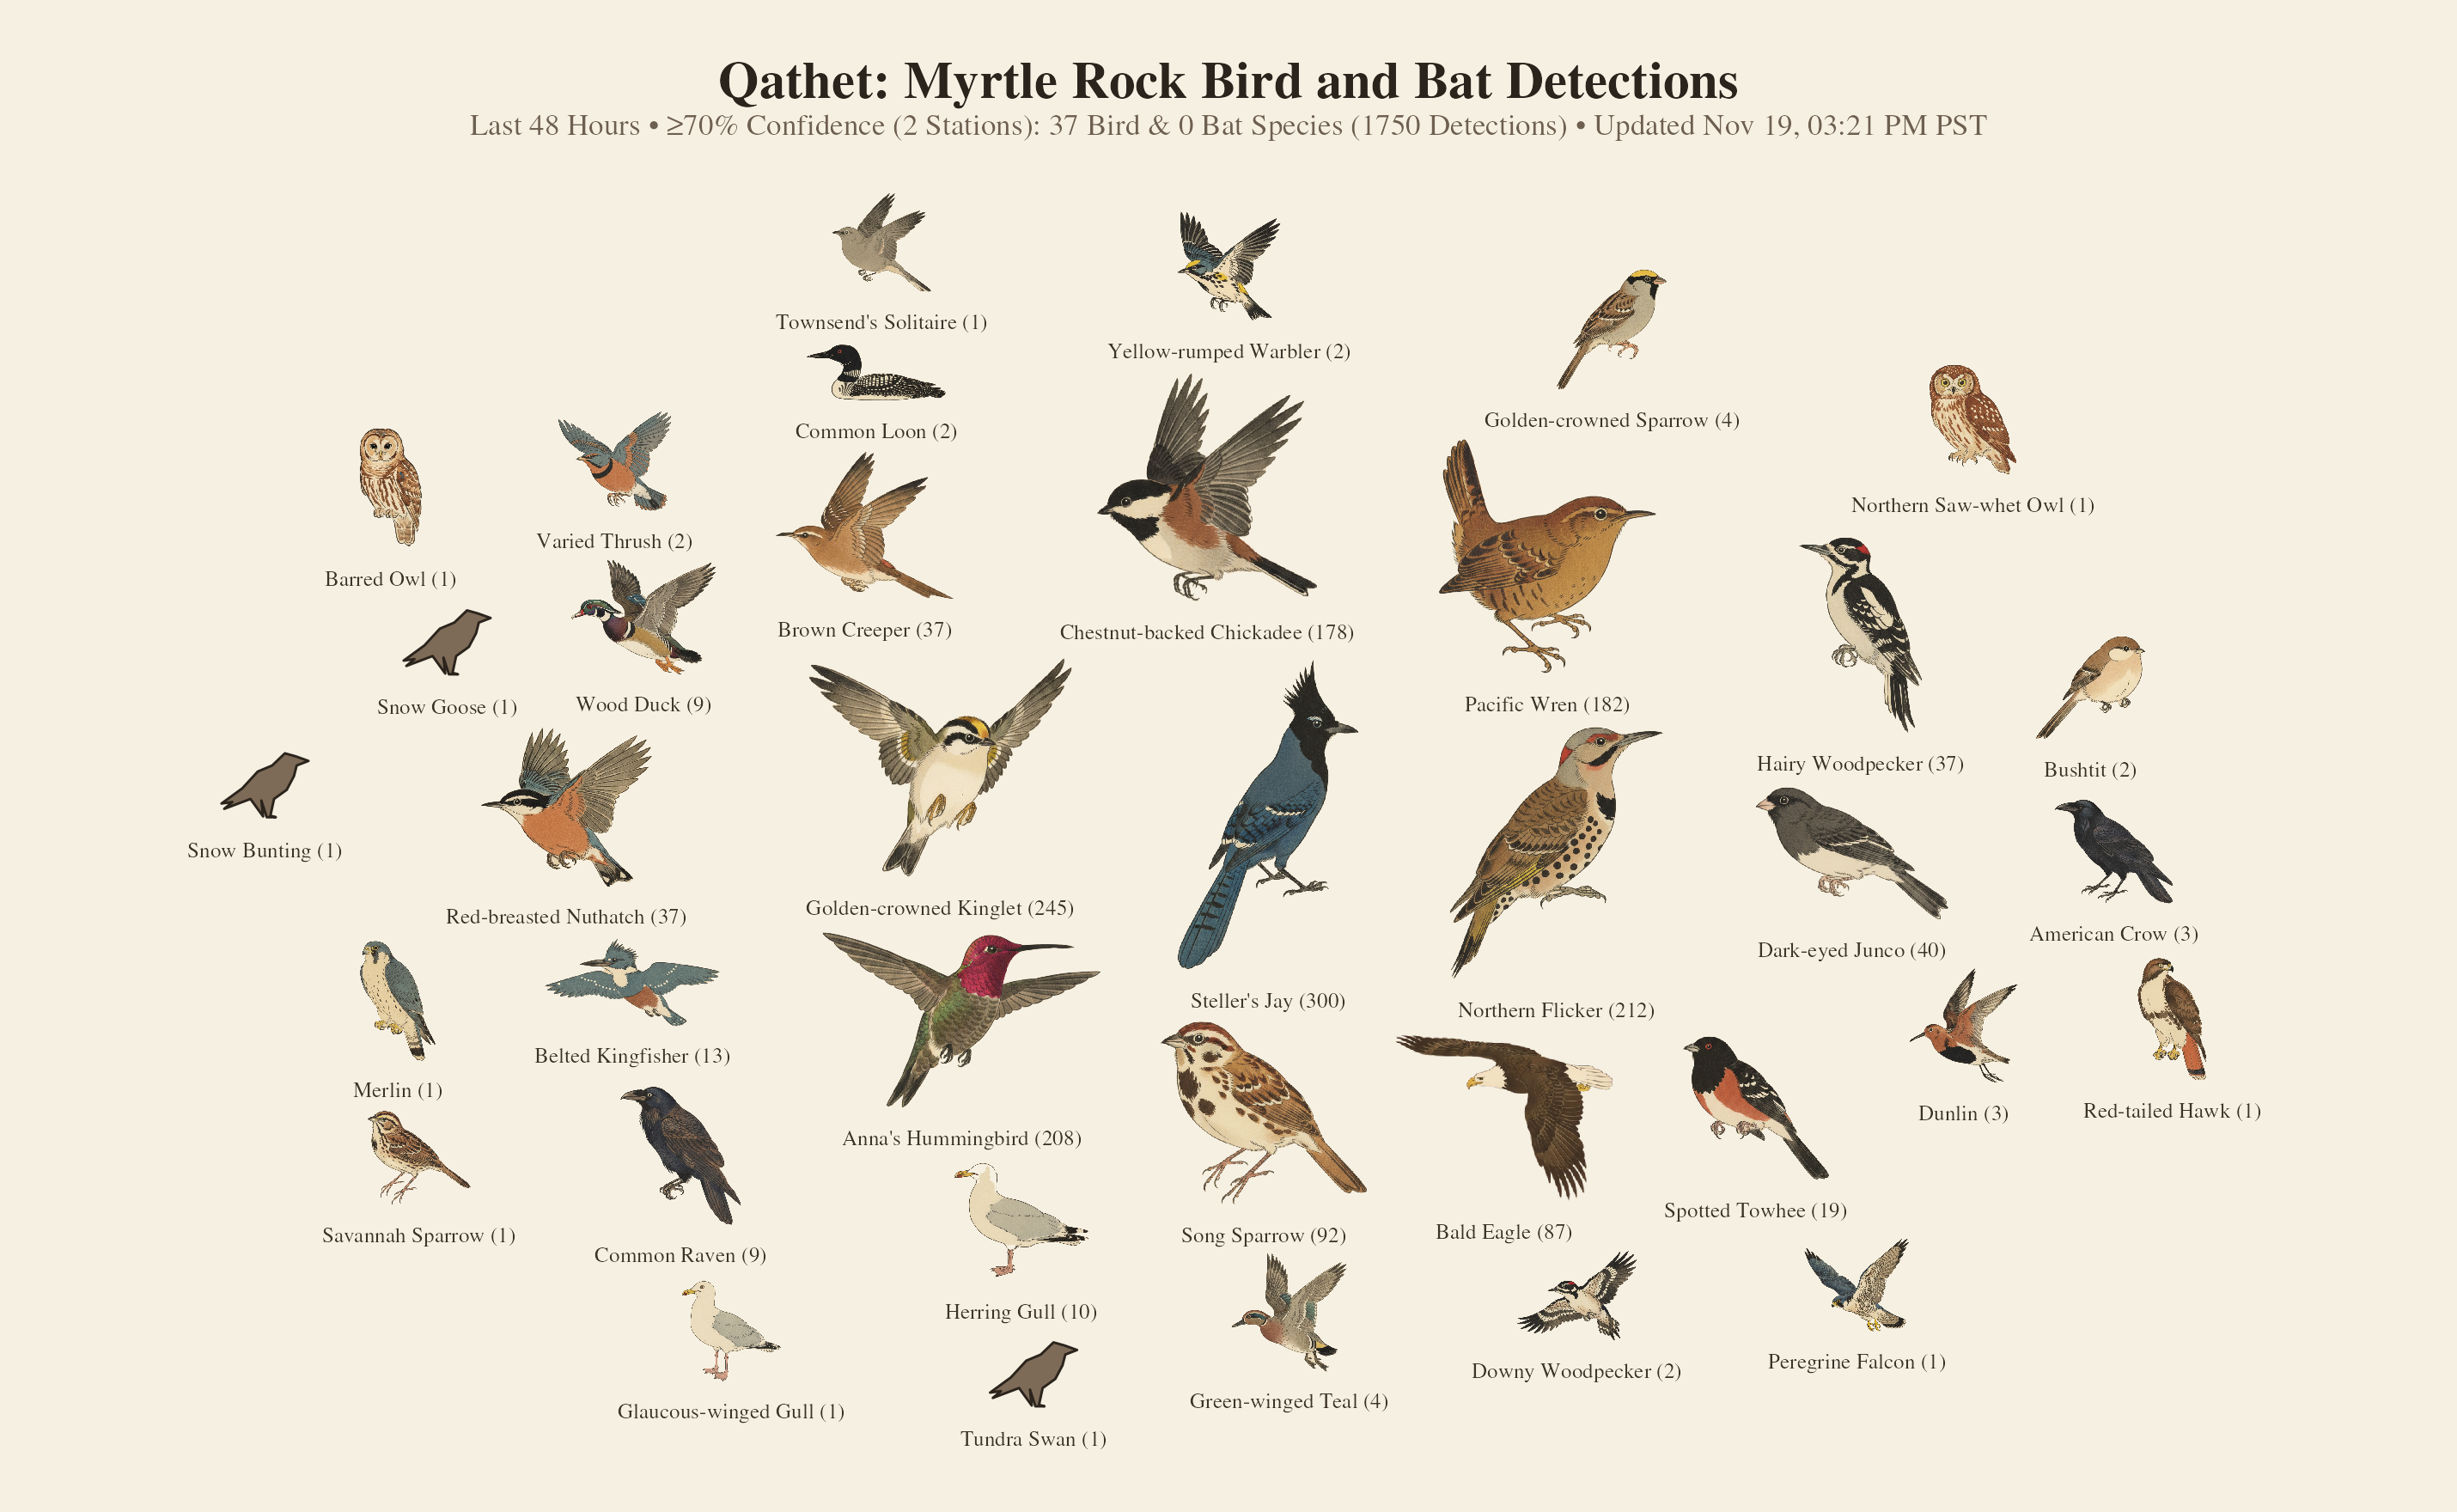 Qathet: Myrtle Rock Bird and Bat Detections
Last 48 Hours • ≥70% Confidence (2 Stations): 37 Bird & 0 Bat Species (1750 Detections) • Updated Nov 19, 03:21 PM PST
Townsend's Solitaire (1)
Yellow-rumped Warbler (2)
Golden-crowned Sparrow (4)
Common Loon (2)
Northern Saw-whet Owl (1)
Varied Thrush (2)
Barred Owl (1)
Brown Creeper (37)
Chestnut-backed Chickadee (178)
Snow Goose (1)
Wood Duck (9)
Pacific Wren (182)
Hairy Woodpecker (37)
Bushtit (2)
Snow Bunting (1)
Red-breasted Nuthatch (37)
Golden-crowned Kinglet (245)
American Crow (3)
Dark-eyed Junco (40)
Steller's Jay (300)
Northern Flicker (212)
Belted Kingfisher (13)
Merlin (1)
Dunlin (3)
Red-tailed Hawk (1)
Anna's Hummingbird (208)
Spotted Towhee (19)
Savannah Sparrow (1)
Song Sparrow (92)
Bald Eagle (87)
Common Raven (9)
Herring Gull (10)
Peregrine Falcon (1)
Downy Woodpecker (2)
Green-winged Teal (4)
Glaucous-winged Gull (1)
Tundra Swan (1)